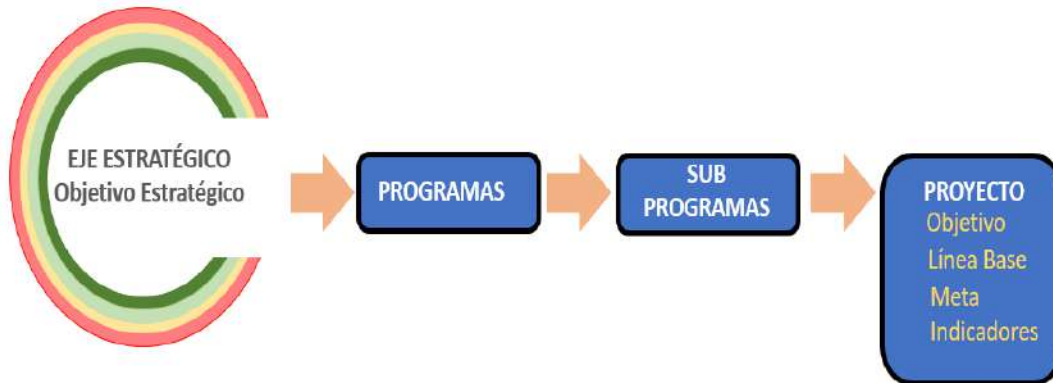 EJE ESTRATÉGICO
Objetivo Estratégico
PROGRAMAS
SUB
PROGRAMAS
PROYECTO
Objetivo
Línea Base
Meta
Indicadores